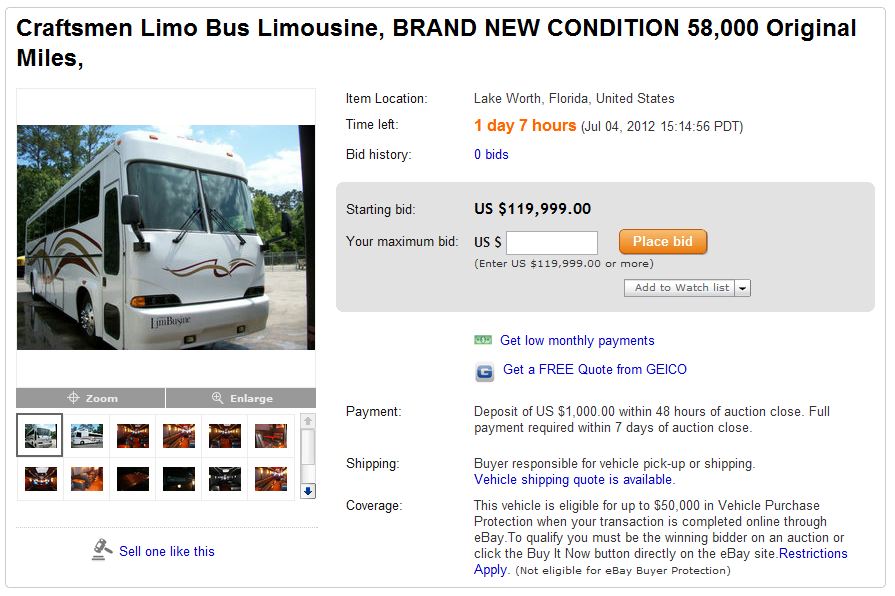 Craftsmen Limo Bus Limousine, BRAND NEW CONDITION 58,000 Original
Miles,
Item Location: Lake Worth, Florida, United States
Time left: 1 day 7 hours (Jul 04, 2012 15:14:56 PDT)
Bid history: 0 bids
Starting bid: US $119,999.00
Your maximum bid: US $ Place bid
(Enter US $119,999.00 or more)
Add to Watch list
LimBusine
Get low monthly payments
G Get a FREE Quote from GEICO
Zoom Enlarge
Payment: Deposit of US $1,000.00 within 48 hours of auction close. Full
payment required within 7 days of auction close.
Shipping: Buyer responsible for vehicle pick-up or shipping.
Vehicle shipping quote is available.
Coverage: This vehicle is eligible for up to $50,000 in Vehicle Purchase
Protection when your transaction is completed online through
eBay.To qualify you must be the winning bidder on an auction or
click the Buy It Now button directly on the eBay site.Restrictions
Apply. (Not eligible for eBay Buyer Protection)
Sell one like this